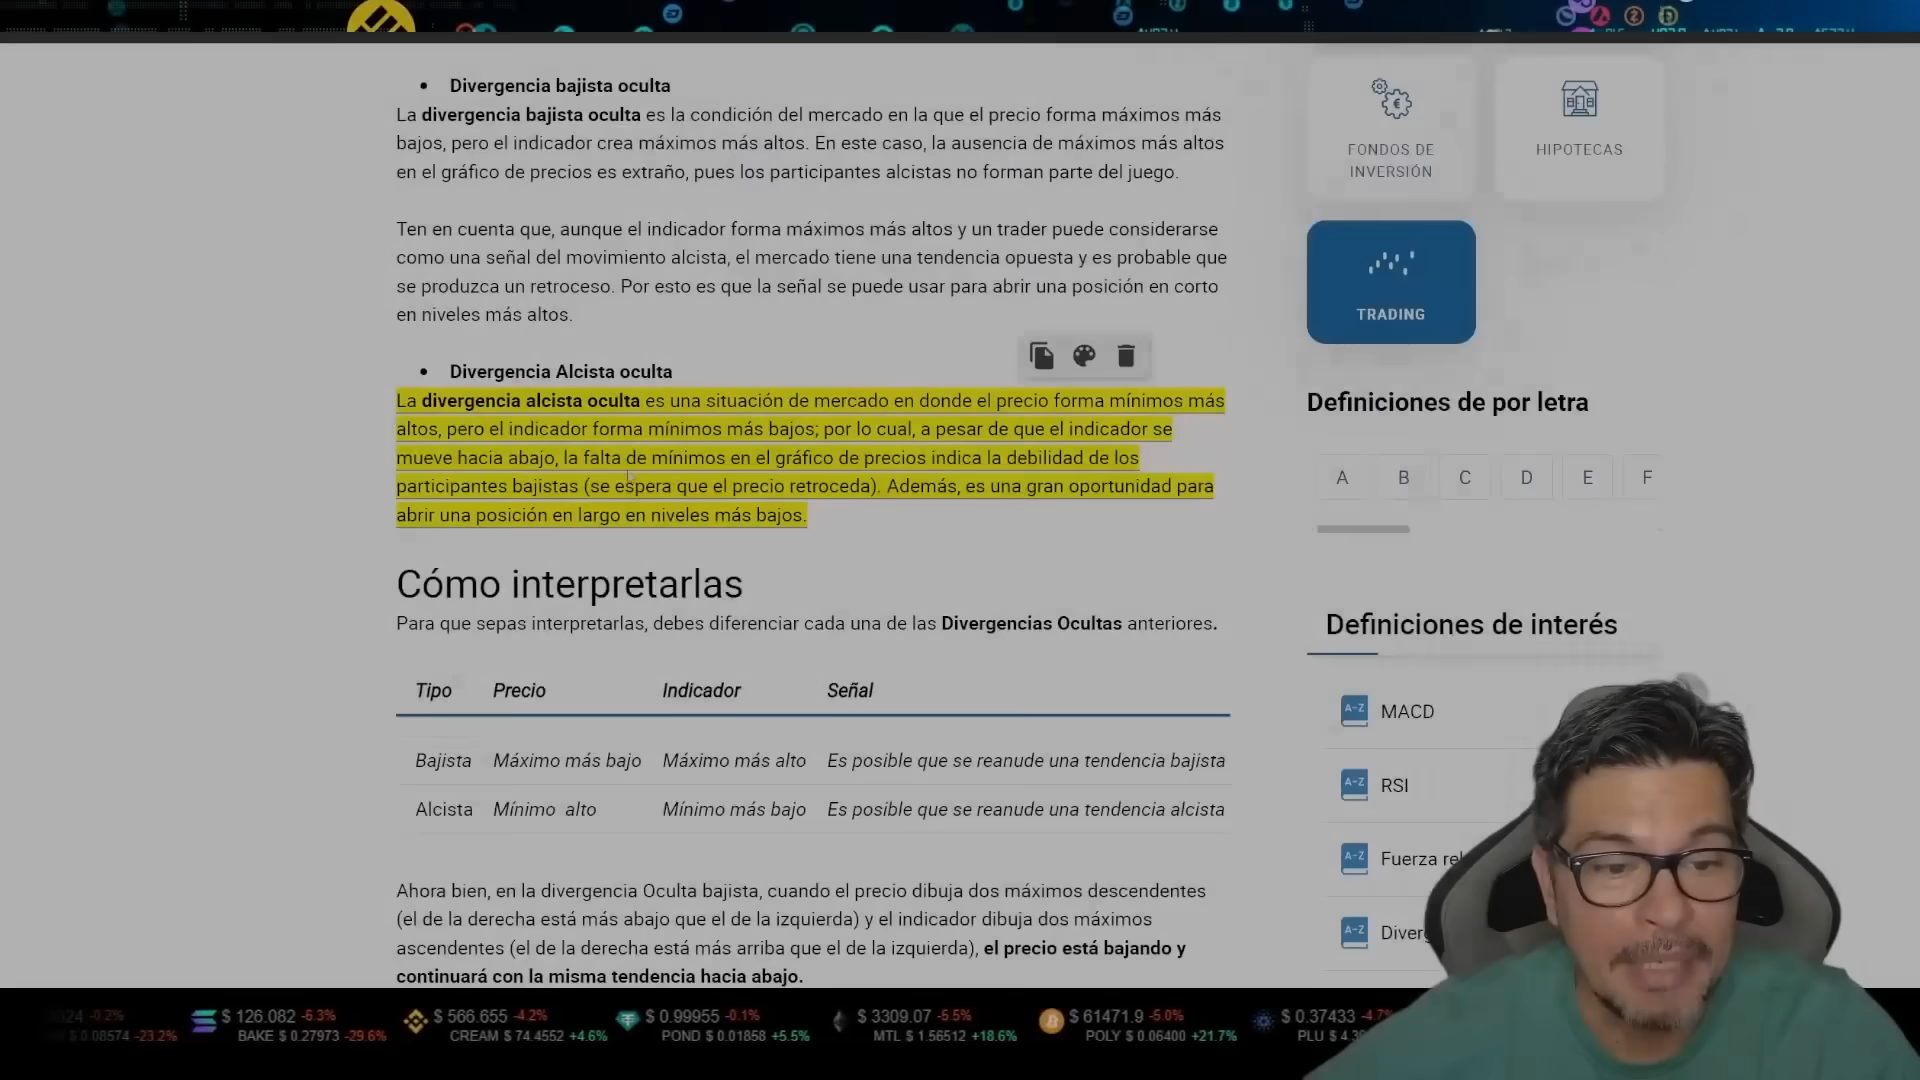 • Divergencia bajista oculta
La divergencia bajista oculta es la condición del mercado en la que el precio forma máximos más
bajos, pero el indicador crea máximos más altos. En este caso, la ausencia de máximos más altos
en el gráfico de precios es extraño, pues los participantes alcistas no forman parte del juego.
Ten en cuenta que, aunque el indicador forma máximos más altos y un trader puede considerarse
como una señal del movimiento alcista, el mercado tiene una tendencia opuesta y es probable que
se produzca un retroceso. Por esto es que la señal se puede usar para abrir una posición en corto
en niveles más altos.
• Divergencia Alcista oculta
La divergencia alcista oculta es una situación de mercado en donde el precio forma mínimos más
altos, pero el indicador forma mínimos más bajos; por lo cual, a pesar de que el indicador se
mueve hacia abajo, la falta de mínimos en el gráfico de precios indica la debilidad de los
participantes bajistas (se espera que el precio retroceda). Además, es una gran oportunidad para
abrir una posición en largo en niveles más bajos.
Cómo interpretarlas
Para que sepas interpretarlas, debes diferenciar cada una de las Divergencias Ocultas anteriores.
Tipo Precio Indicador Señal
Bajista Máximo más bajo Máximo más alto Es posible que se reanude una tendencia bajista
Alcista Mínimo alto Mínimo más bajo Es posible que se reanude una tendencia alcista
Ahora bien, en la divergencia Oculta bajista, cuando el precio dibuja dos máximos descendentes
(el de la derecha está más abajo que el de la izquierda) y el indicador dibuja dos máximos
ascendentes (el de la derecha está más arriba que el de la izquierda), el precio está bajando y
continuará con la misma tendencia hacia abajo.
FONDOS DE
INVERSIÓN
HIPOTECAS
TRADING
Definiciones de por letra
A B C D E F
Definiciones de interés
A-Z MACD
A-Z RSI
A-Z Fuerza rel
A-Z Diverg
-0.2% $ 126.082 -6.3% $ 566.655 -4.2% $ 0.99955 -0.1% $ 3309.07 -5.5% $ 61471.9 -5.0% $ 0.37433 -4.7%
$ 0.08574 -23.2% BAKE $ 0.27973 -29.6% CREAM $ 74.4552 +4.6% POND $ 0.01858 +5.5% MTL $ 1.56512 +18.6% POLY $ 0.06400 +21.7% PLU $ 4.3